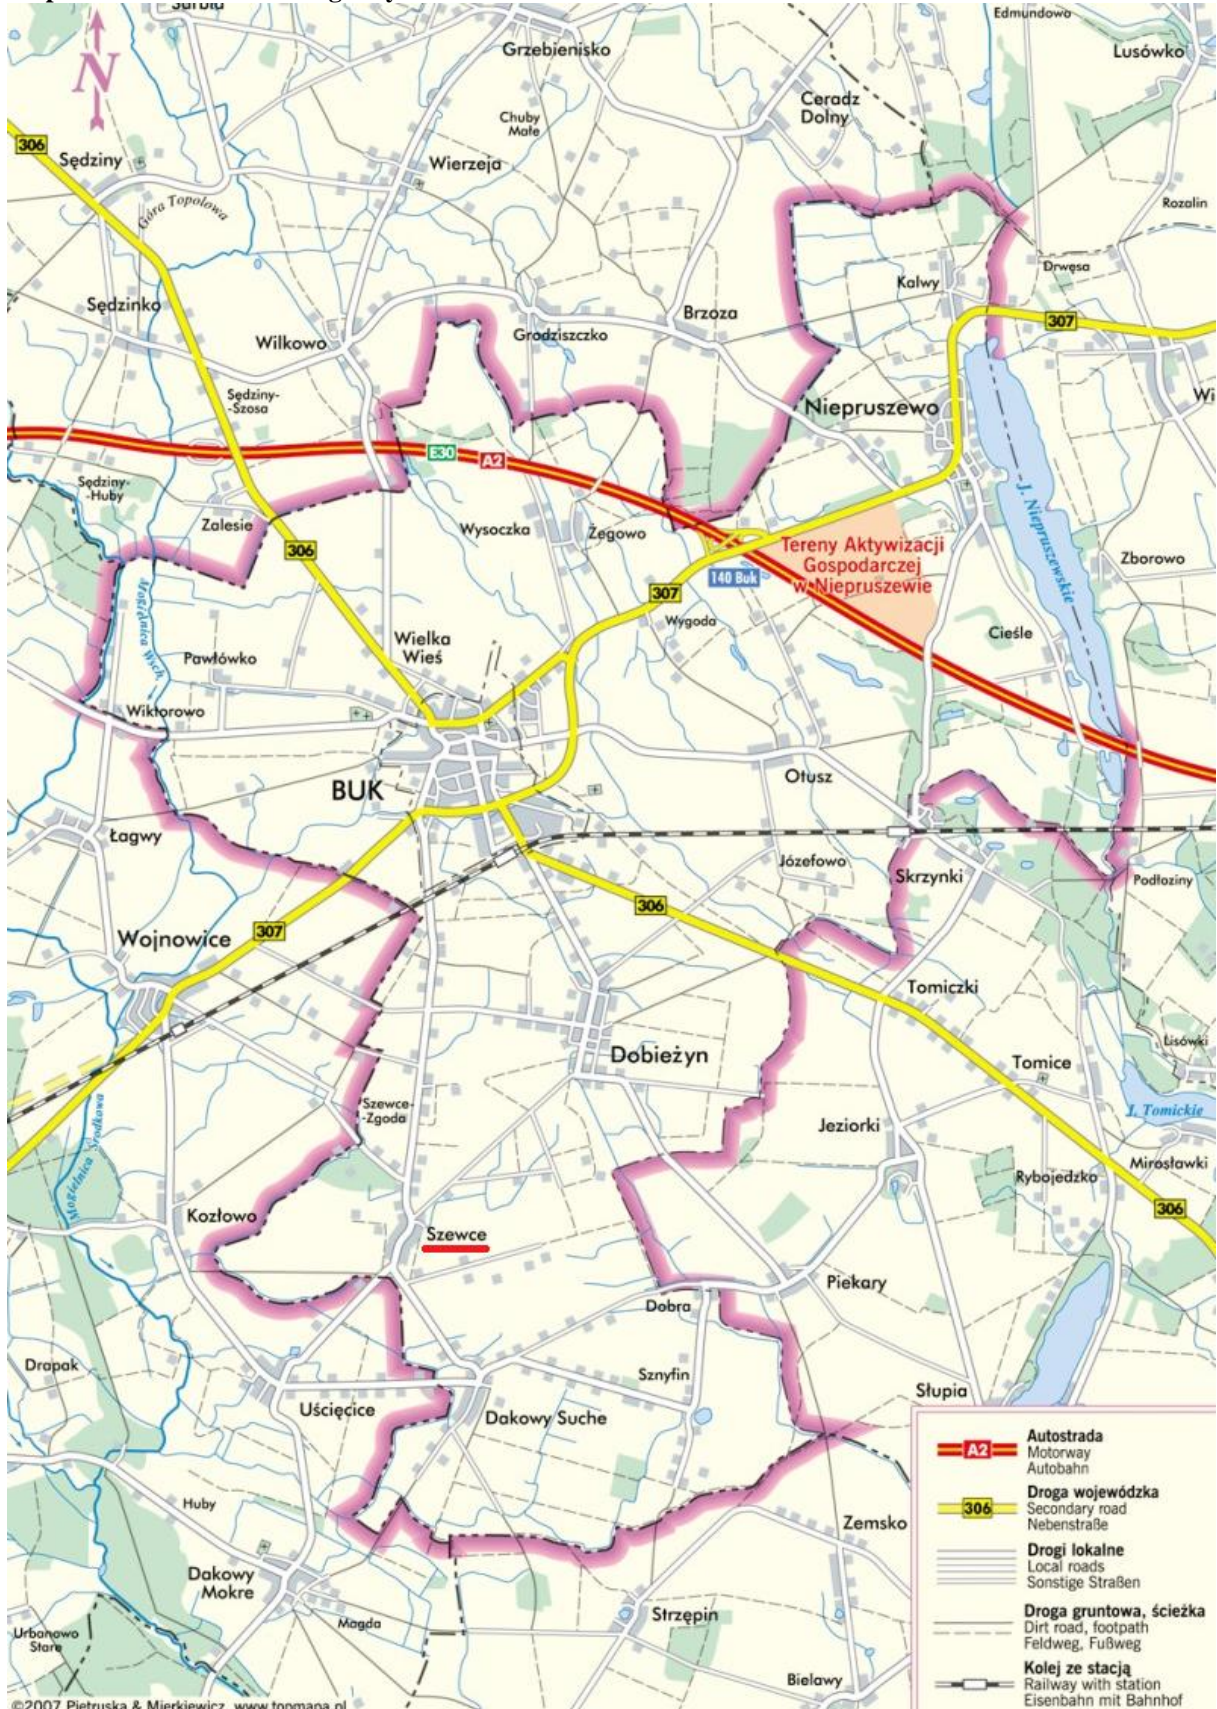 Grzebienisko
Edmundowo
Lusówko
N
Ceradz
Dolny
Chuby
Małe
306
Sędziny
Wierzeja
Góra Topolowa
Rozalin
Drwęsa
Kalwy
Sędzinko
Brzoza
307
Wilkowo
Grodziszczko
Sędziny-
-Szosa
Niepruszewo
Wi
E30
A2
Sędziny-
-Huby
Zalesie
Wysoczka
Żegowo
J. Niepruszewskie
306
Tereny Aktywizacji
Gospodarczej
w Niepruszewie
Zborowo
140 Buk
307
Mogielnica Wsch.
Wygoda
Cieśle
Wielka
Wieś
Pawłówko
Wiktorowo
Otusz
BUK
Łagwy
Józefowo
Skrzynki
Podłoziny
306
307
Wojnowice
Tomiczki
Lisówki
Dobieżyn
Tomice
J. Tomickie
Szewce-
-Zgoda
Mogielnica Środkowa
Jeziorki
Mirosławki
Rybojedzko
306
Kozłowo
Szewce
Piekary
Dobra
Drapak
Sznyfin
Słupia
Uścięcice
Dakowy Suche
Huby
Zemsko
Dakowy
Mokre
Magda
Strzępin
Urbanowo
Stare
Bielawy
A2
Autostrada
Motorway
Autobahn
306
Droga wojewódzka
Secondary road
Nebenstraße
Drogi lokalne
Local roads
Sonstige Straßen
Droga gruntowa, ścieżka
Dirt road, footpath
Feldweg, Fußweg
Kolej ze stacją
Railway with station
Eisenbahn mit Bahnhof
©2007 Pietruska & Mierkiewicz, www.topmapa.pl